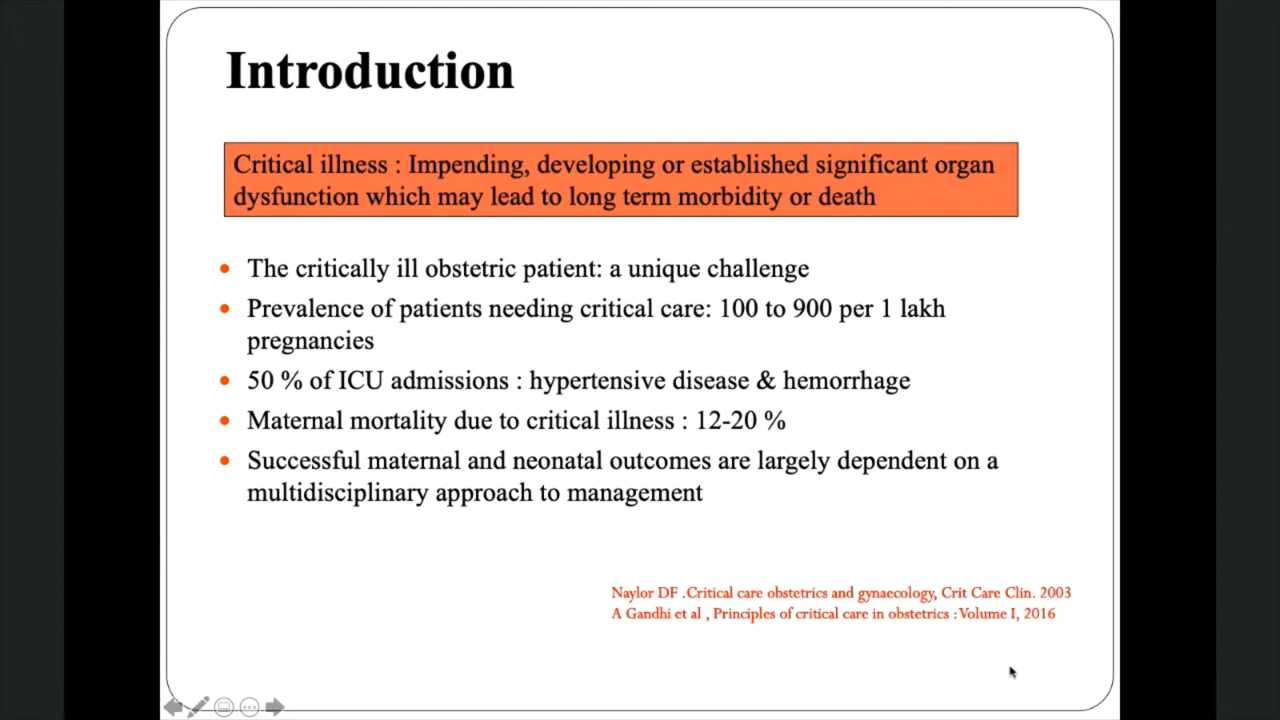 Introduction
Critical illness : Impending, developing or established significant organ
dysfunction which may lead to long term morbidity or death
• The critically ill obstetric patient: a unique challenge
• Prevalence of patients needing critical care: 100 to 900 per 1 lakh
pregnancies
• 50 % of ICU admissions : hypertensive disease & hemorrhage
• Maternal mortality due to critical illness : 12-20 %
• Successful maternal and neonatal outcomes are largely dependent on a
multidisciplinary approach to management
Naylor DF .Critical care obstetrics and gynaecology, Crit Care Clin. 2003
A Gandhi et al , Principles of critical care in obstetrics : Volume I, 2016